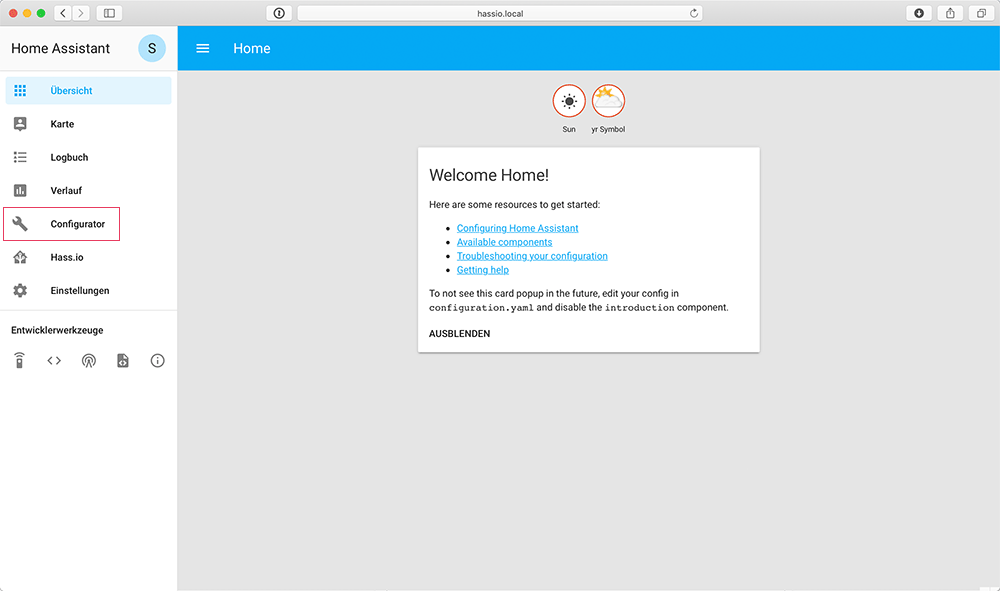 hassio.local
Home Assistant
S
Home
Übersicht
Karte
Logbuch
Verlauf
Configurator
Hass.io
Einstellungen
Entwicklerwerkzeuge
Sun
yr Symbol
Welcome Home!
Here are some resources to get started:
Configuring Home Assistant
Available components
Troubleshooting your configuration
Getting help
To not see this card popup in the future, edit your config in
configuration.yaml and disable the introduction component.
AUSBLENDEN